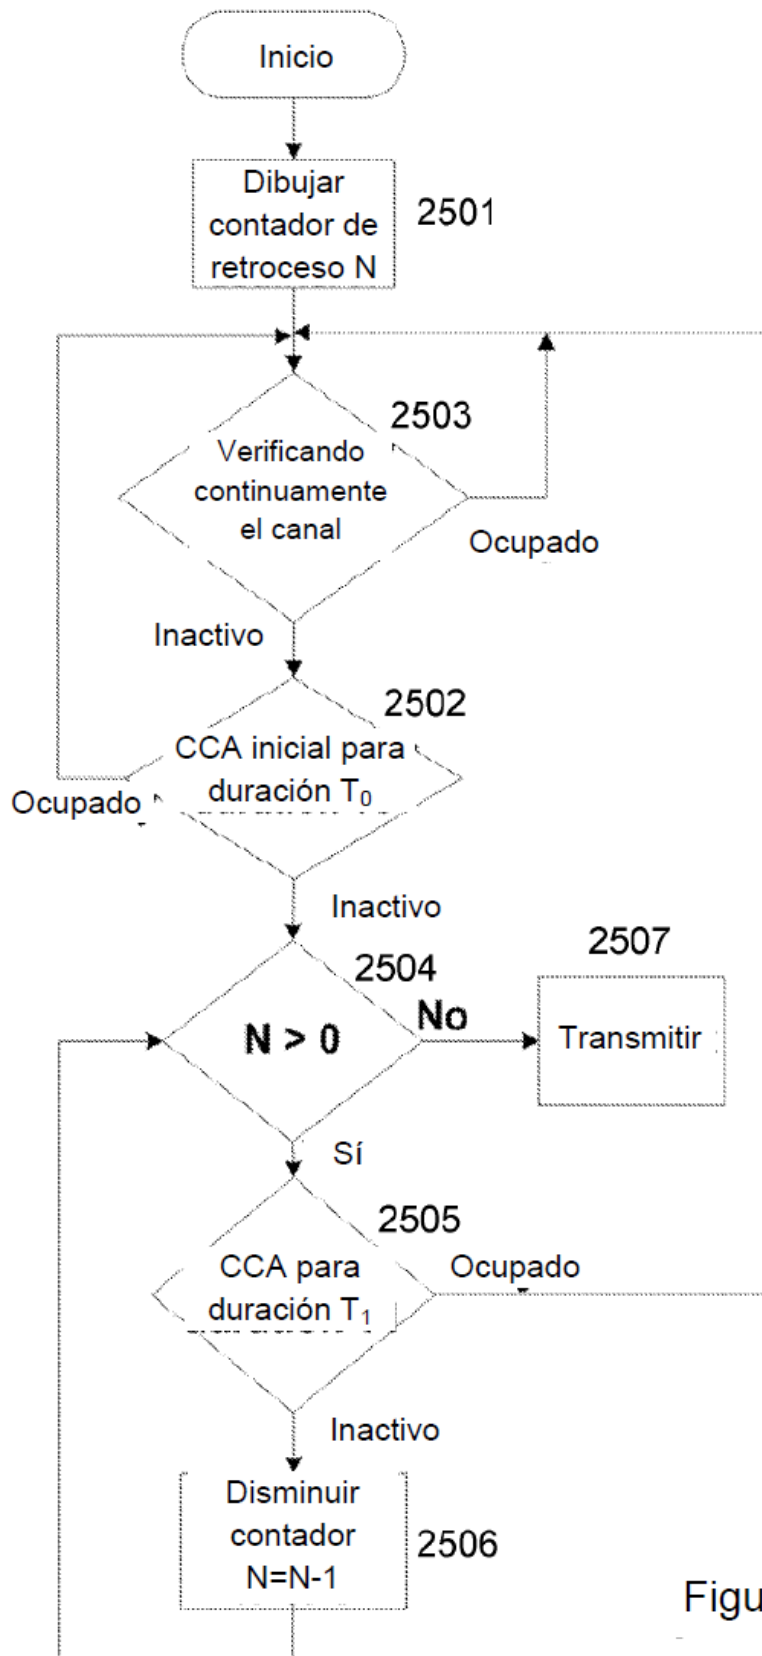 Inicio
Dibujar
contador de
retroceso N
2501
2503
Verificando
continuamente
el canal
Ocupado
Inactivo
2502
CCA inicial para
duración T₀
Ocupado
Inactivo
2507
2504
N > 0
No
Transmitir
Sí
2505
CCA para
duración T₁
Ocupado
Inactivo
Disminuir
contador
N=N-1
2506
Figu